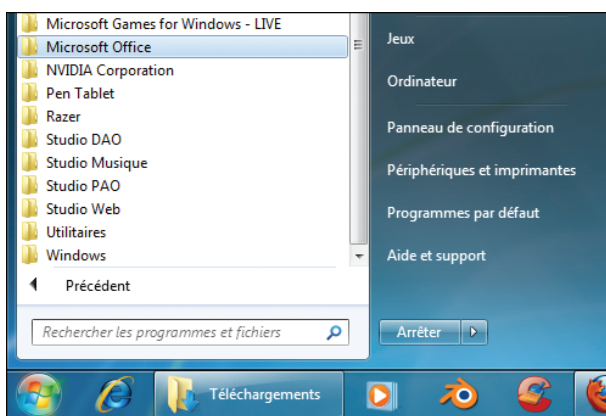 Microsoft Games for Windows - LIVE
Microsoft Office
NVIDIA Corporation
Pen Tablet
Razer
Studio DAO
Studio Musique
Studio PAO
Studio Web
Utilitaires
Windows
Précédent
Rechercher les programmes et fichiers
Jeux
Ordinateur
Panneau de configuration
Périphériques et imprimantes
Programmes par défaut
Aide et support
Arrêter
Téléchargements